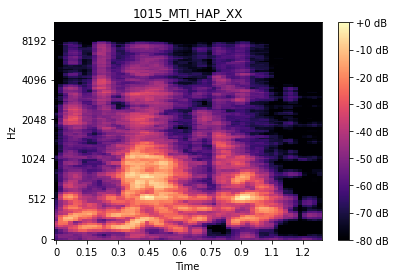 1015_MTI_HAP_XX
8192
4096
2048
1024
512
0
Hz
0 0.15 0.3 0.45 0.6 0.75 0.9 1.1 1.2
Time
+0 dB
-10 dB
-20 dB
-30 dB
-40 dB
-50 dB
-60 dB
-70 dB
-80 dB